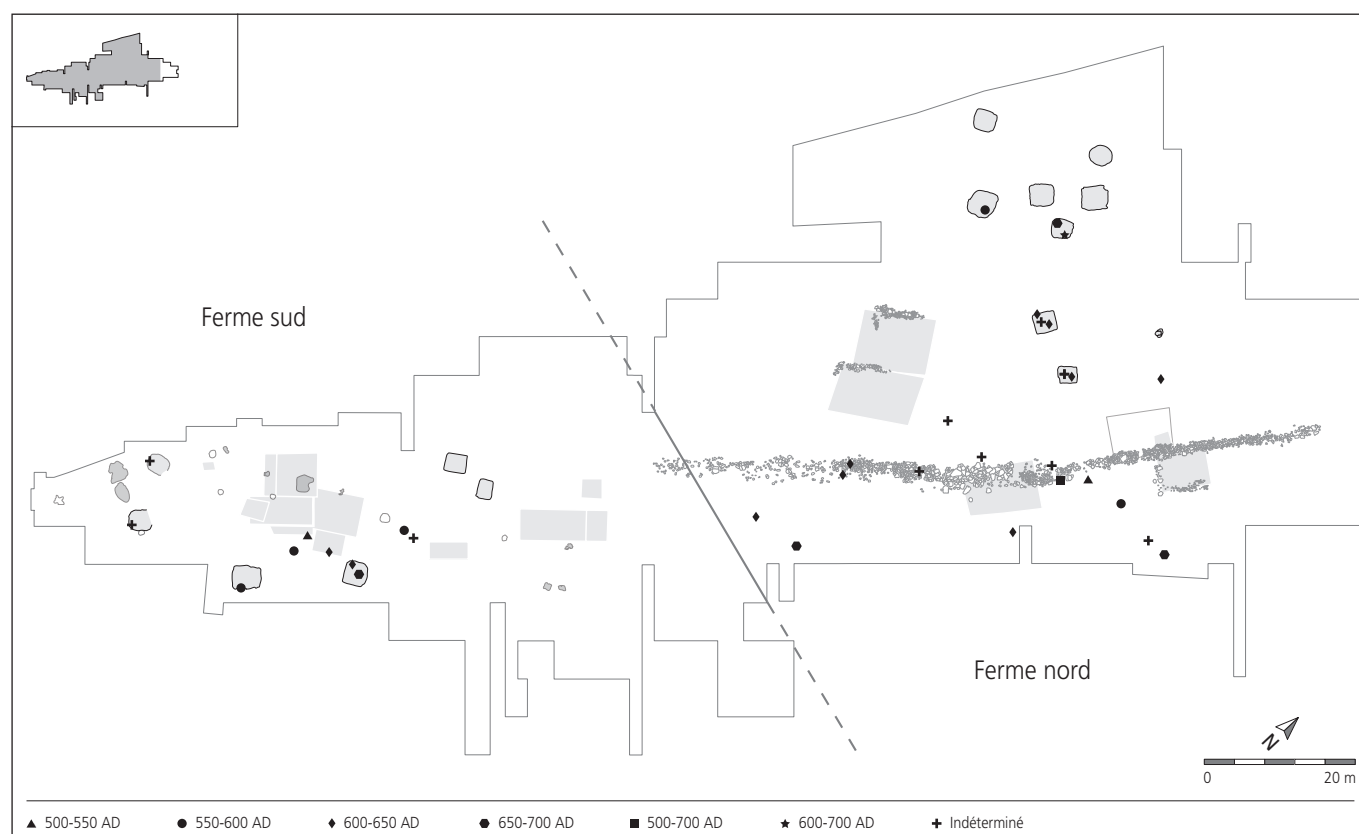 Ferme sud
Ferme nord
N
0 20 m
500-550 AD 550-600 AD 600-650 AD 650-700 AD 500-700 AD 600-700 AD Indéterminé